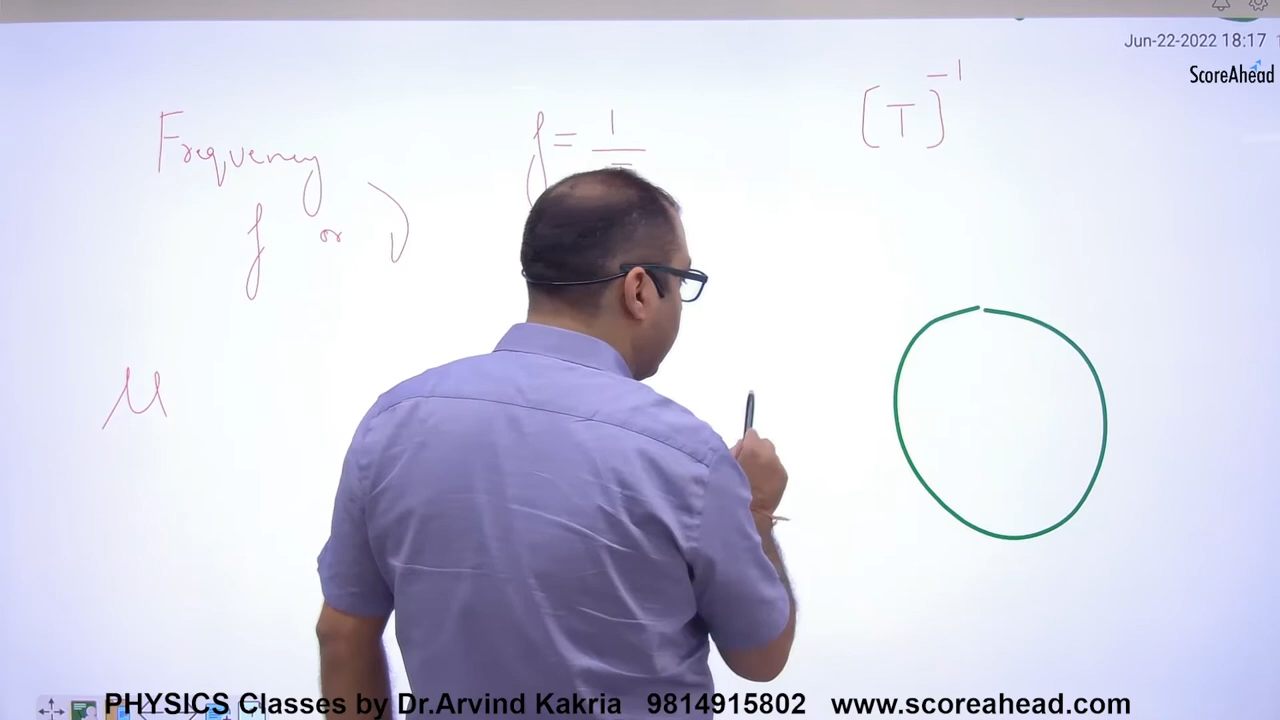 Jun-22-2022 18:17
ScoreAhead
[T]⁻¹
Frequency
f = 1
f or ν
μ
PHYSICS Classes by Dr.Arvind Kakria 9814915802 www.scoreahead.com